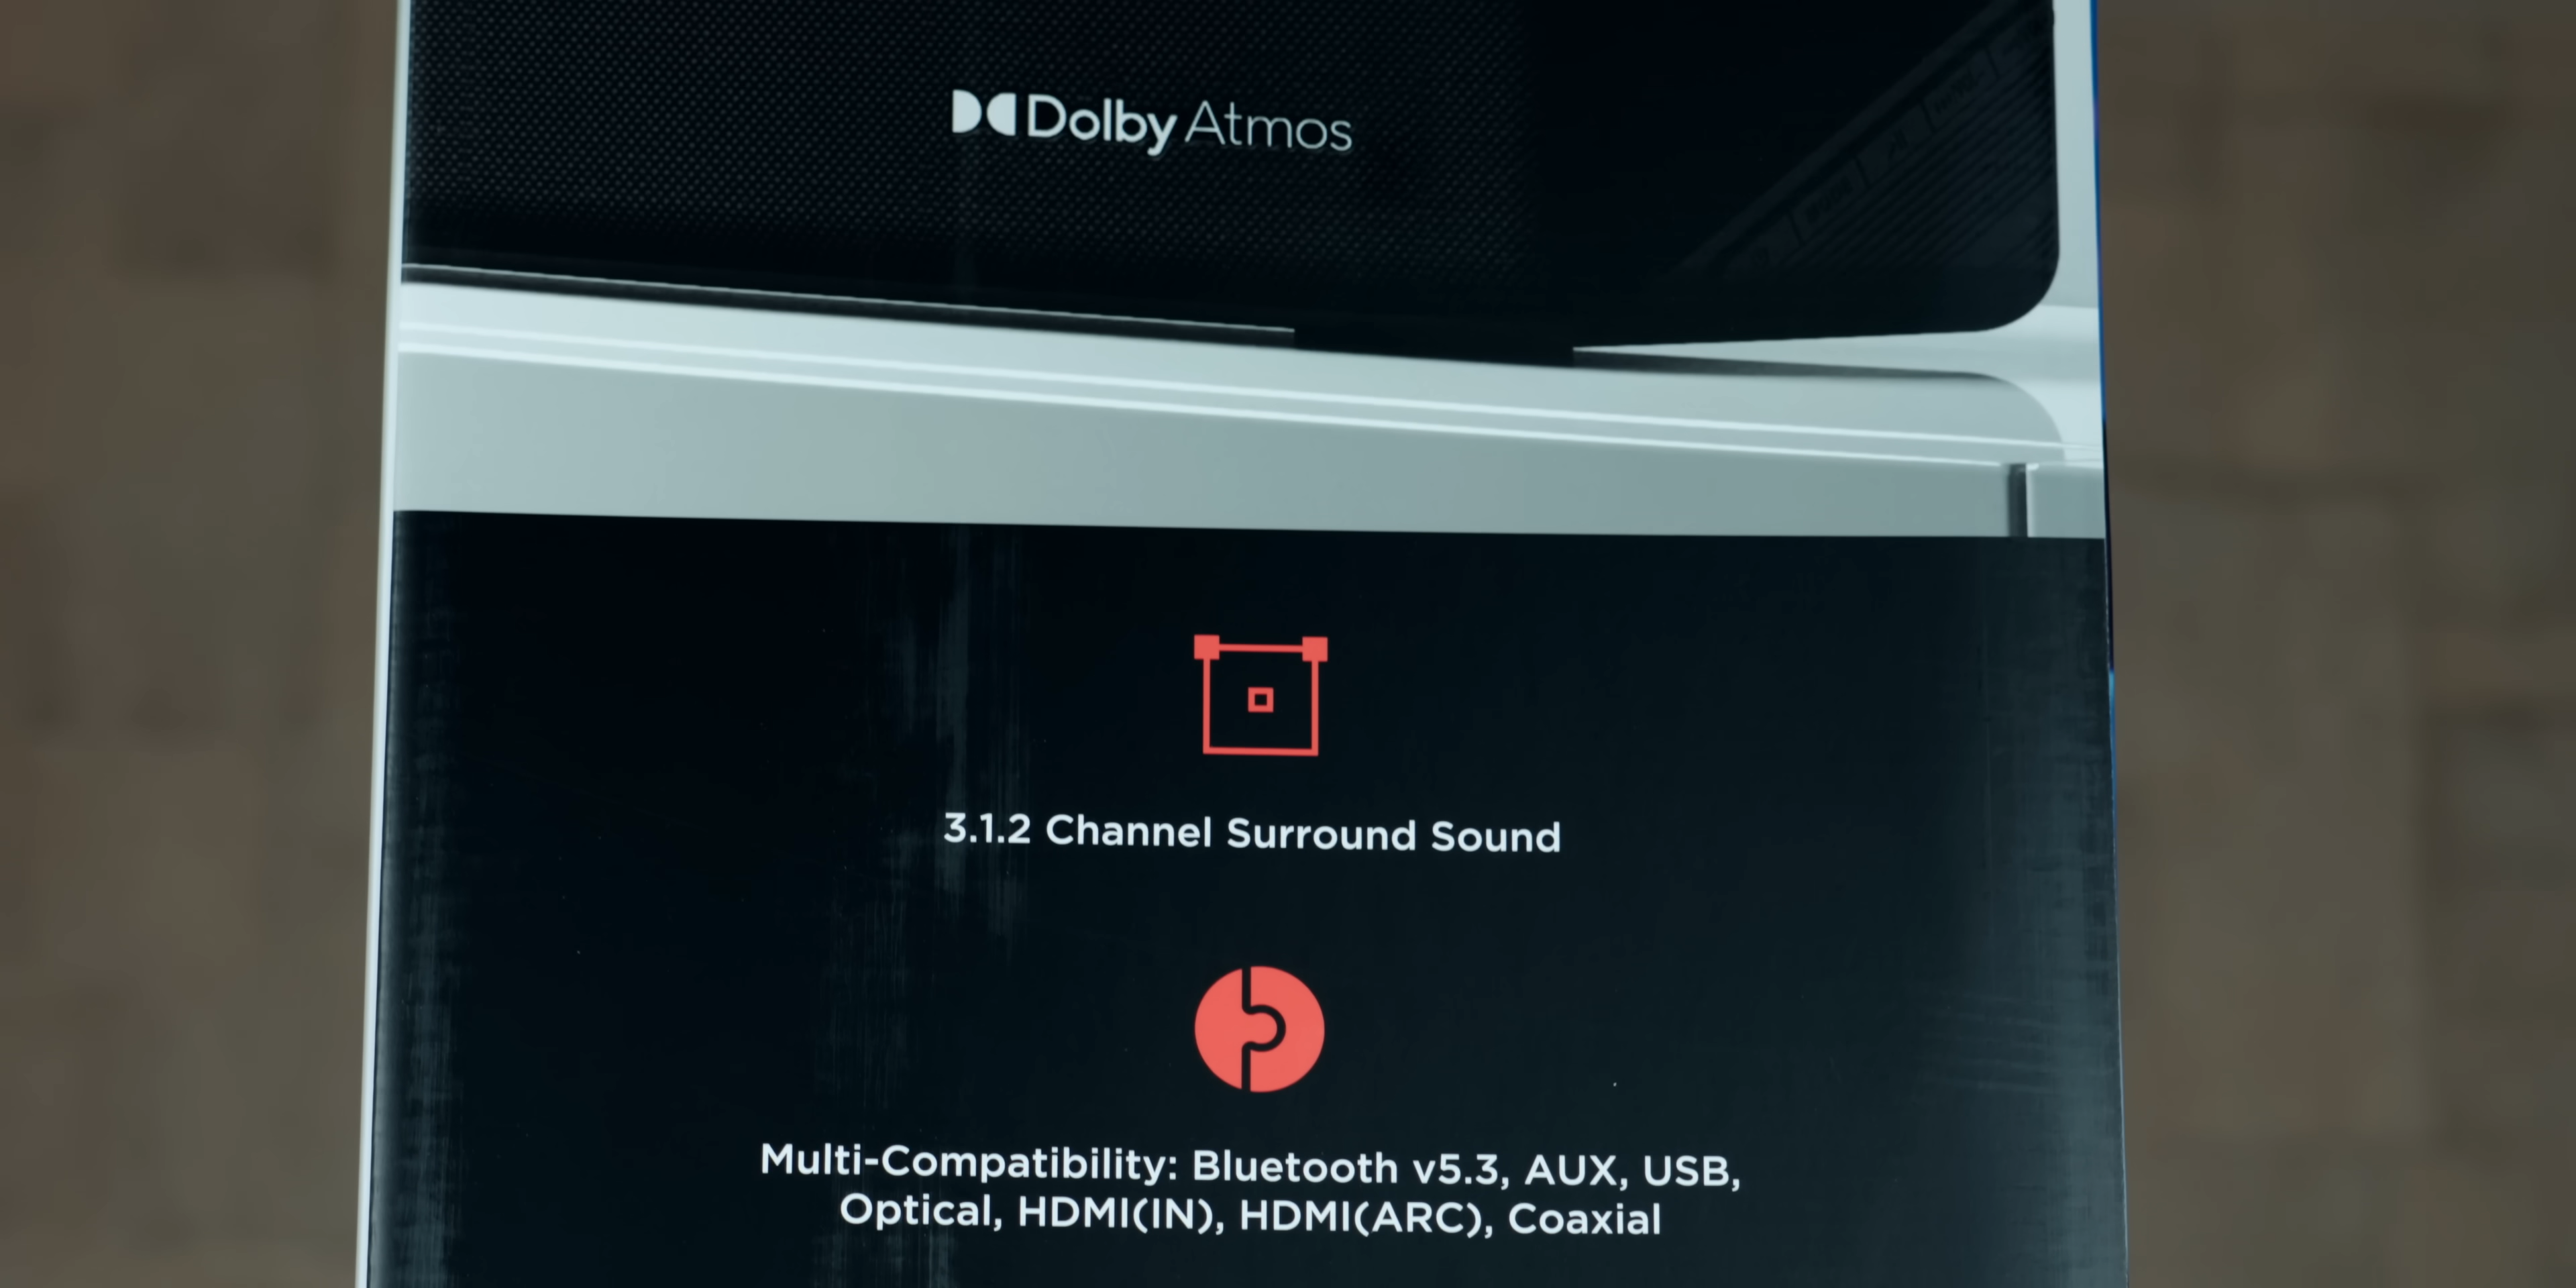 Dolby Atmos
3.1.2 Channel Surround Sound
Multi-Compatibility: Bluetooth v5.3, AUX, USB,
Optical, HDMI(IN), HDMI(ARC), Coaxial